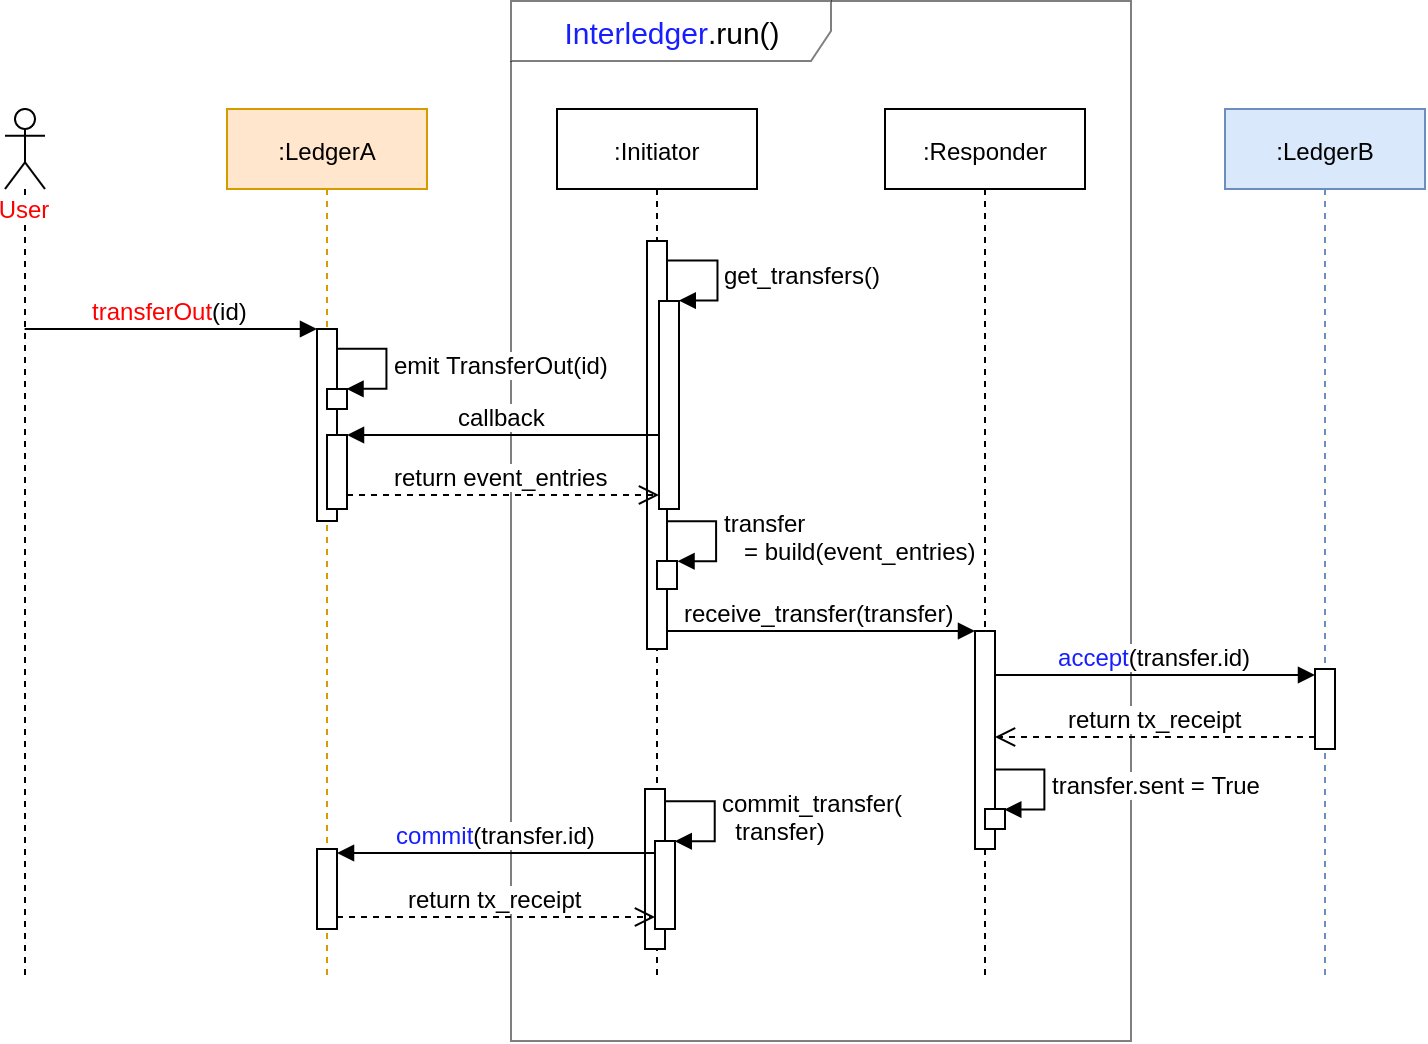 Interledger.run()
:LedgerA
:Initiator
:Responder
:LedgerB
User
get_transfers()
transferOut(id)
emit TransferOut(id)
callback
return event_entries
transfer
= build(event_entries)
receive_transfer(transfer)
accept(transfer.id)
return tx_receipt
transfer.sent = True
commit_transfer(
transfer)
commit(transfer.id)
return tx_receipt